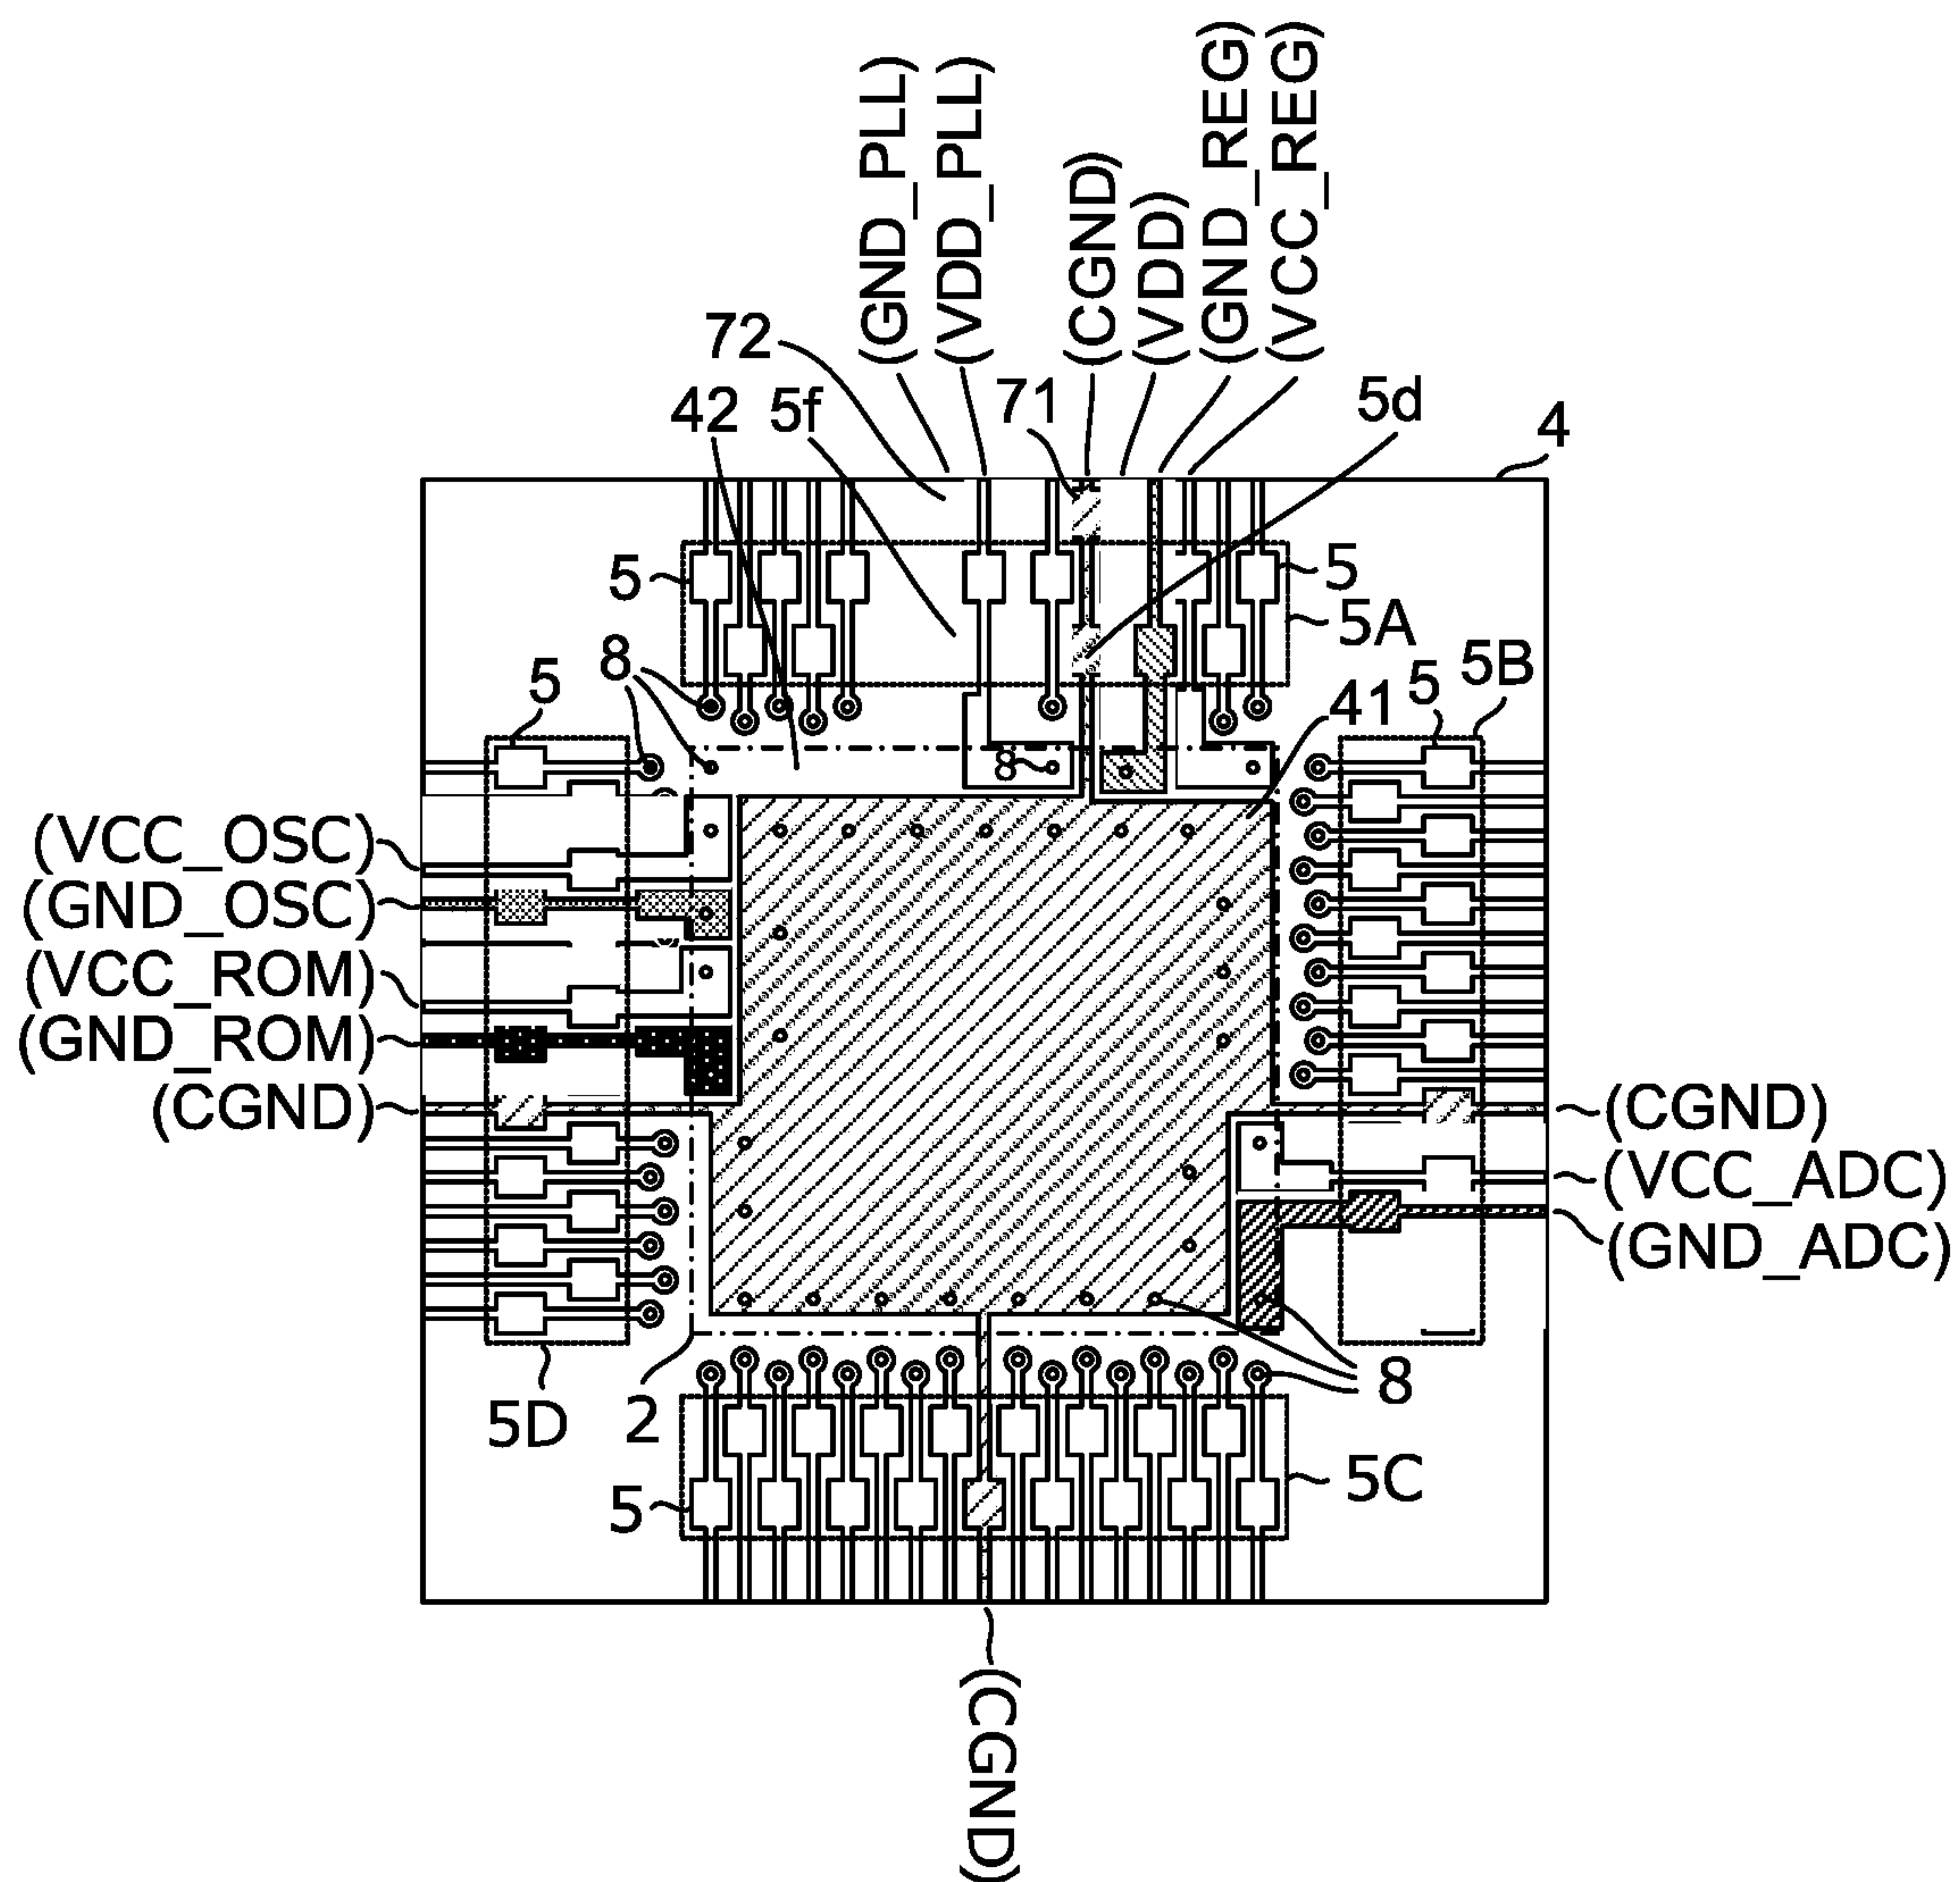 (GND_PLL)
(VDD_PLL)
(CGND)
(VDD)
(GND_REG)
(VCC_REG)
72
42
5f
71
5d
4
5
5
5A
5B
8
5
41
5
8
(VCC_OSC)
(GND_OSC)
(VCC_ROM)
(GND_ROM)
(CGND)
(CGND)
(VCC_ADC)
(GND_ADC)
5D
2
8
5
5C
(CGND)